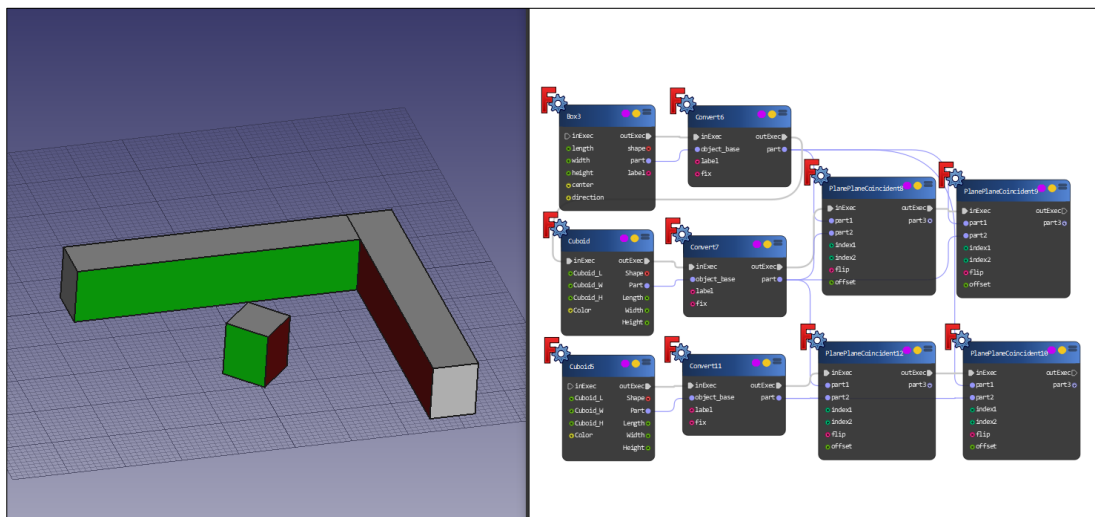 Box3
inExec outExec
length shape
width part
height label
center
direction
Convert6
inExec outExec
object_base part
label
fix
PlanePlaneCoincident8
inExec outExec
part1 part3
part2
index1
index2
flip
offset
PlanePlaneCoincident9
inExec outExec
part1 part3
part2
index1
index2
flip
offset
Cuboid
inExec outExec
Cuboid_L Shape
Cuboid_W Part
Cuboid_H Length
Color Width
Height
Convert7
inExec outExec
object_base part
label
fix
Cuboid5
inExec outExec
Cuboid_L Shape
Cuboid_W Part
Cuboid_H Length
Color Width
Height
Convert11
inExec outExec
object_base part
label
fix
PlanePlaneCoincident12
inExec outExec
part1 part3
part2
index1
index2
flip
offset
PlanePlaneCoincident10
inExec outExec
part1 part3
part2
index1
index2
flip
offset